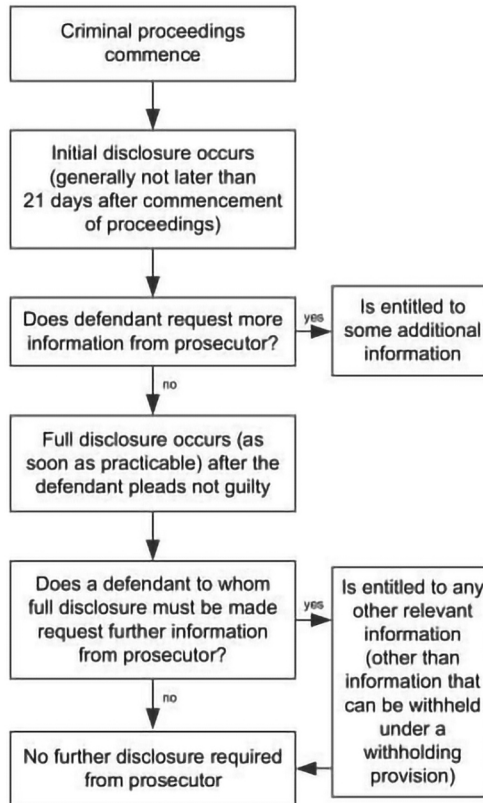 Criminal proceedings
commence
Initial disclosure occurs
(generally not later than
21 days after commencement
of proceedings)
Does defendant request more
information from prosecutor?
yes
Is entitled to
some additional
information
no
Full disclosure occurs (as
soon as practicable) after the
defendant pleads not guilty
Does a defendant to whom
full disclosure must be made
request further information
from prosecutor?
yes
Is entitled to any
other relevant
information
(other than
information that
can be withheld
under a
withholding
provision)
no
No further disclosure required
from prosecutor